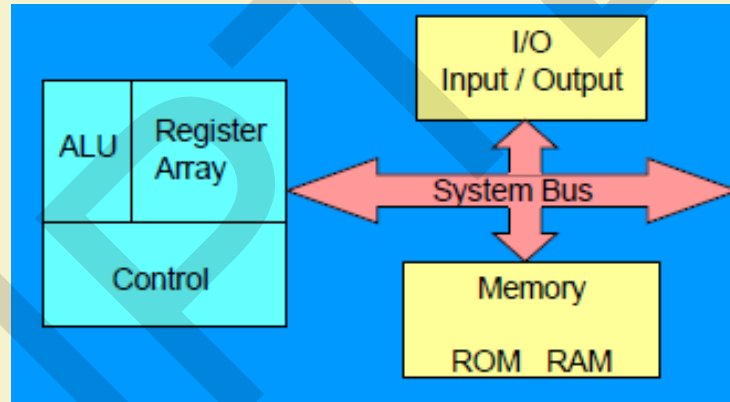 I/O
Input / Output
ALU
Register
Array
System Bus
Control
Memory
ROM RAM